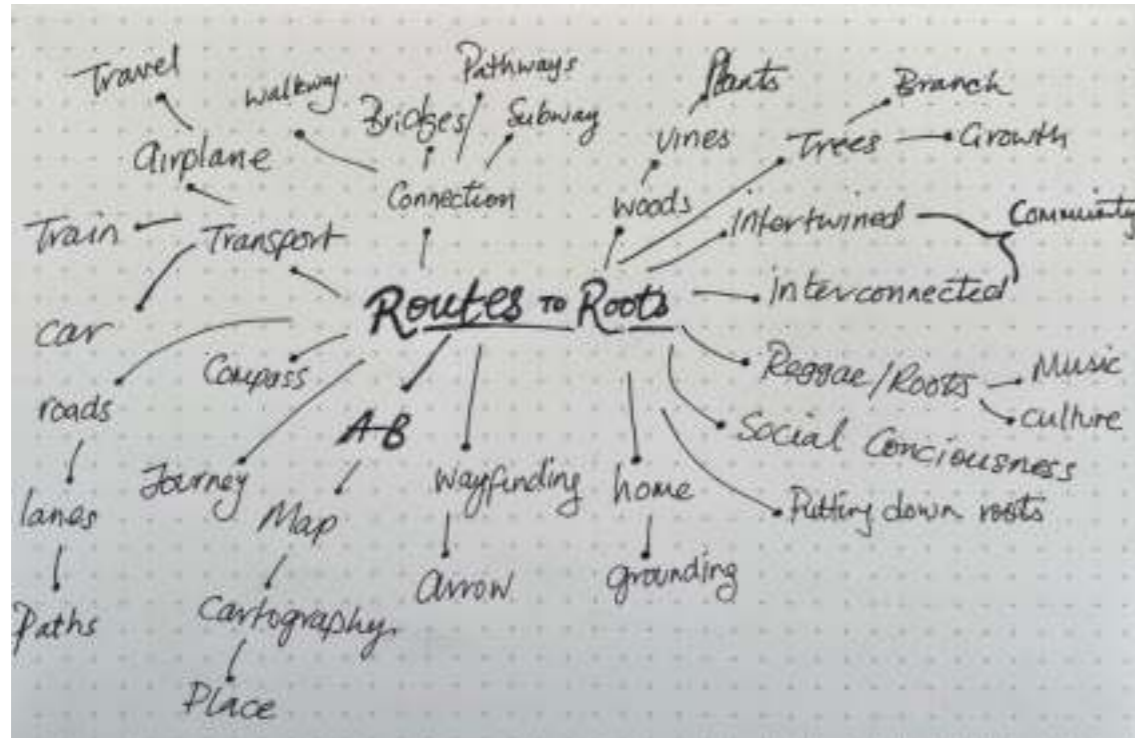 Travel
Walkway
Bridges/
Pathways
Subway
Plants
Vines
Branch
Trees
Growth
Airplane
Connection
Woods
Intertwined
Community
Train
Transport
Routes to Roots
Interconnected
Car
Compass
Reggae/Roots
Music
Culture
roads
A-B
Social Conciousness
Journey
Wayfinding
home
Putting down roots
lanes
Map
Arrow
grounding
Paths
Cartography
Place